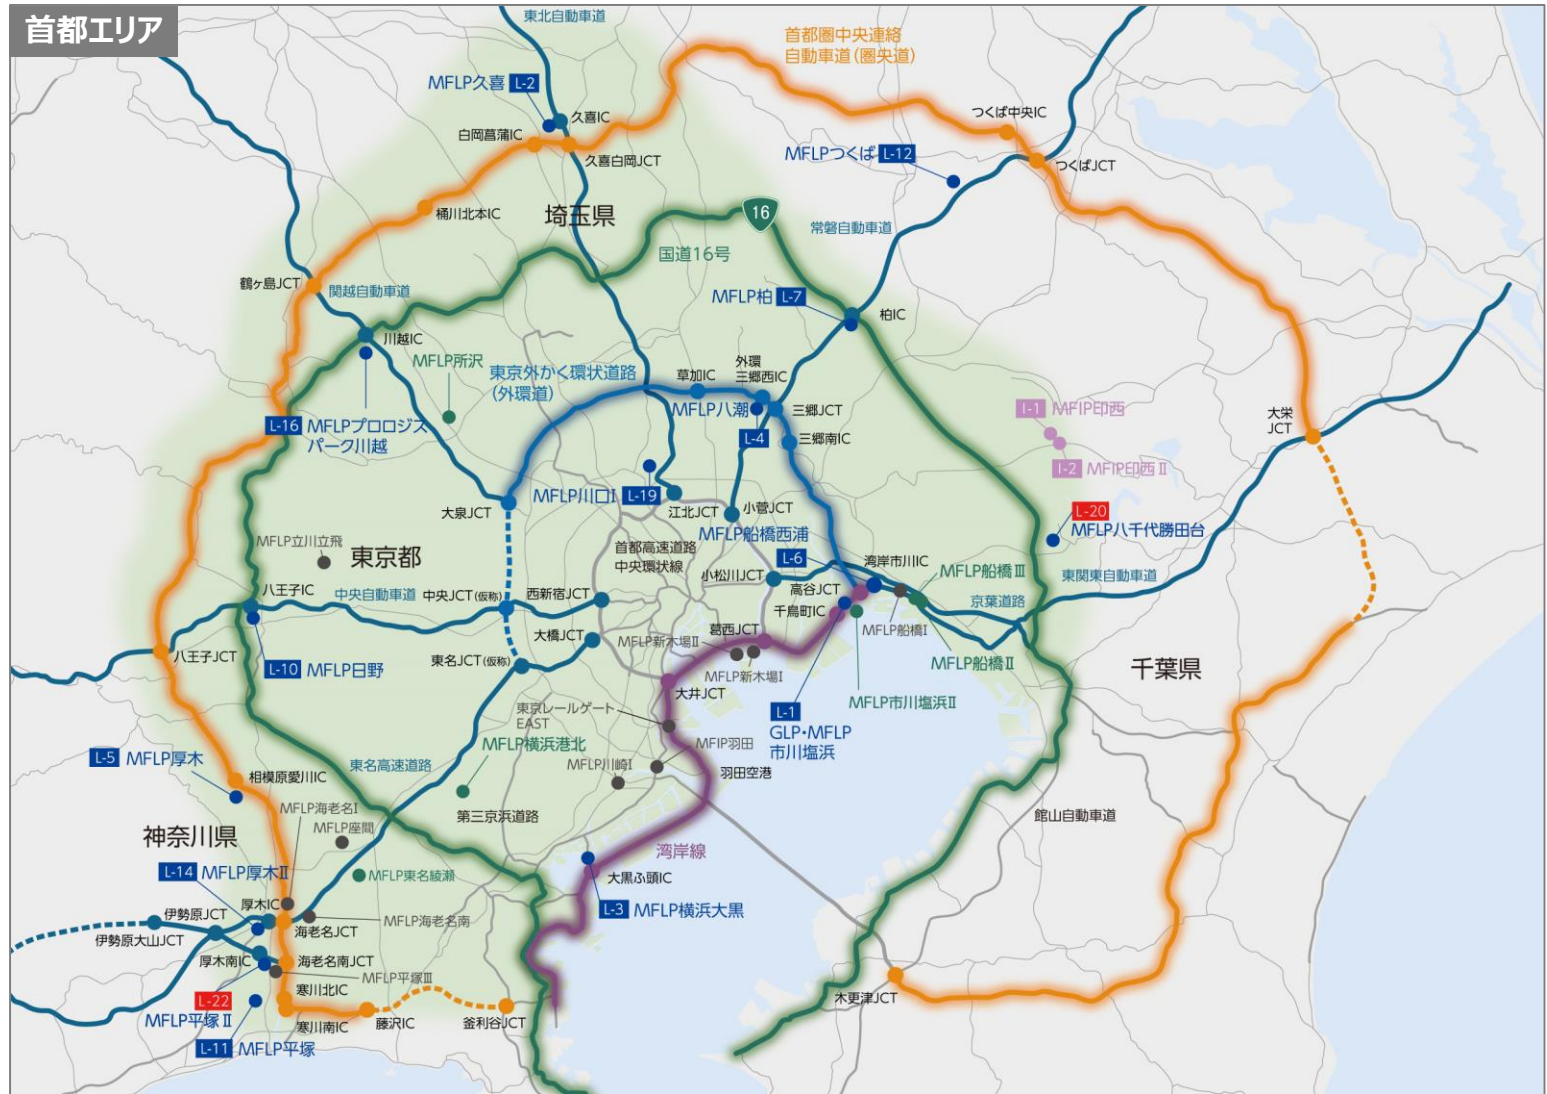 首都エリア
東北自動車道
首都圏中央連絡
自動車道(圏央道)
MFLP久喜 L-2
久喜IC
白岡菖蒲IC
久喜白岡JCT
つくば中央IC
MFLPつくば L-12
つくばJCT
桶川北本IC
埼玉県
16
常磐自動車道
国道16号
鶴ヶ島JCT
関越自動車道
MFLP柏 L-7
柏IC
川越IC
MFLP所沢
東京外かく環状道路
(外環道)
草加IC
外環
三郷西IC
MFLP八潮
三郷JCT
L-4
三郷南IC
I-1 MFIP印西
大栄
JCT
L-16 MFLPプロロジス
パーク川越
I-2 MFIP印西Ⅱ
MFLP川口Ⅰ L-19
大泉JCT
江北JCT
小菅JCT
L-20
MFLP八千代勝田台
MFLP船橋西浦
MFLP立川立飛
東京都
首都高速道路
中央環状線
L-6
湾岸市川IC
小松川JCT
高谷JCT
MFLP船橋Ⅲ
東関東自動車道
八王子IC
中央自動車道
中央JCT(仮称)
西新宿JCT
千鳥町IC
京葉道路
MFLP船橋Ⅰ
大橋JCT
MFLP新木場Ⅱ
葛西JCT
八王子JCT
東名JCT(仮称)
MFLP船橋Ⅱ
L-10 MFLP日野
MFLP新木場Ⅰ
千葉県
大井JCT
MFLP市川塩浜Ⅱ
東京レールゲート
EAST
L-1
GLP・MFLP
市川塩浜
MFLP横浜港北
MFIP羽田
L-5 MFLP厚木
東名高速道路
MFLP川崎Ⅰ
羽田空港
相模原愛川IC
MFLP海老名Ⅰ
第三京浜道路
館山自動車道
神奈川県
MFLP座間
湾岸線
L-14 MFLP厚木Ⅱ
MFLP東名綾瀬
大黒ふ頭IC
厚木IC
伊勢原JCT
MFLP海老名南
L-3 MFLP横浜大黒
海老名JCT
伊勢原大山JCT
厚木南IC
海老名南JCT
MFLP平塚Ⅲ
寒川北IC
L-22
木更津JCT
MFLP平塚Ⅱ
寒川南IC
藤沢IC
釜利谷JCT
L-11 MFLP平塚